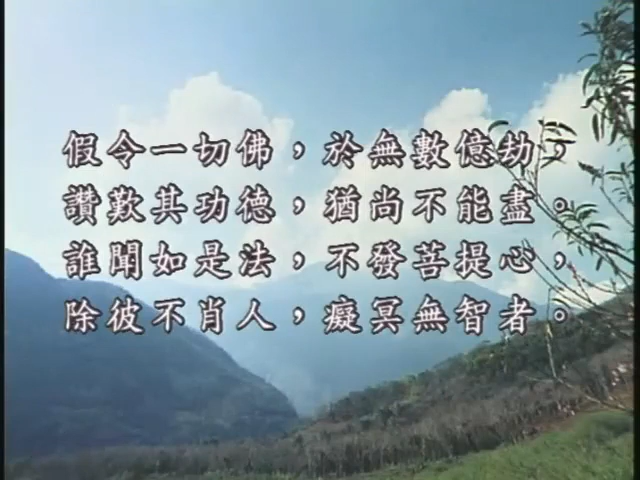 假令一切佛，於無數億劫，
讚歎其功德，猶尚不能盡。
誰聞如是法，不發菩提心，
除彼不肖人，癡冥無智者。